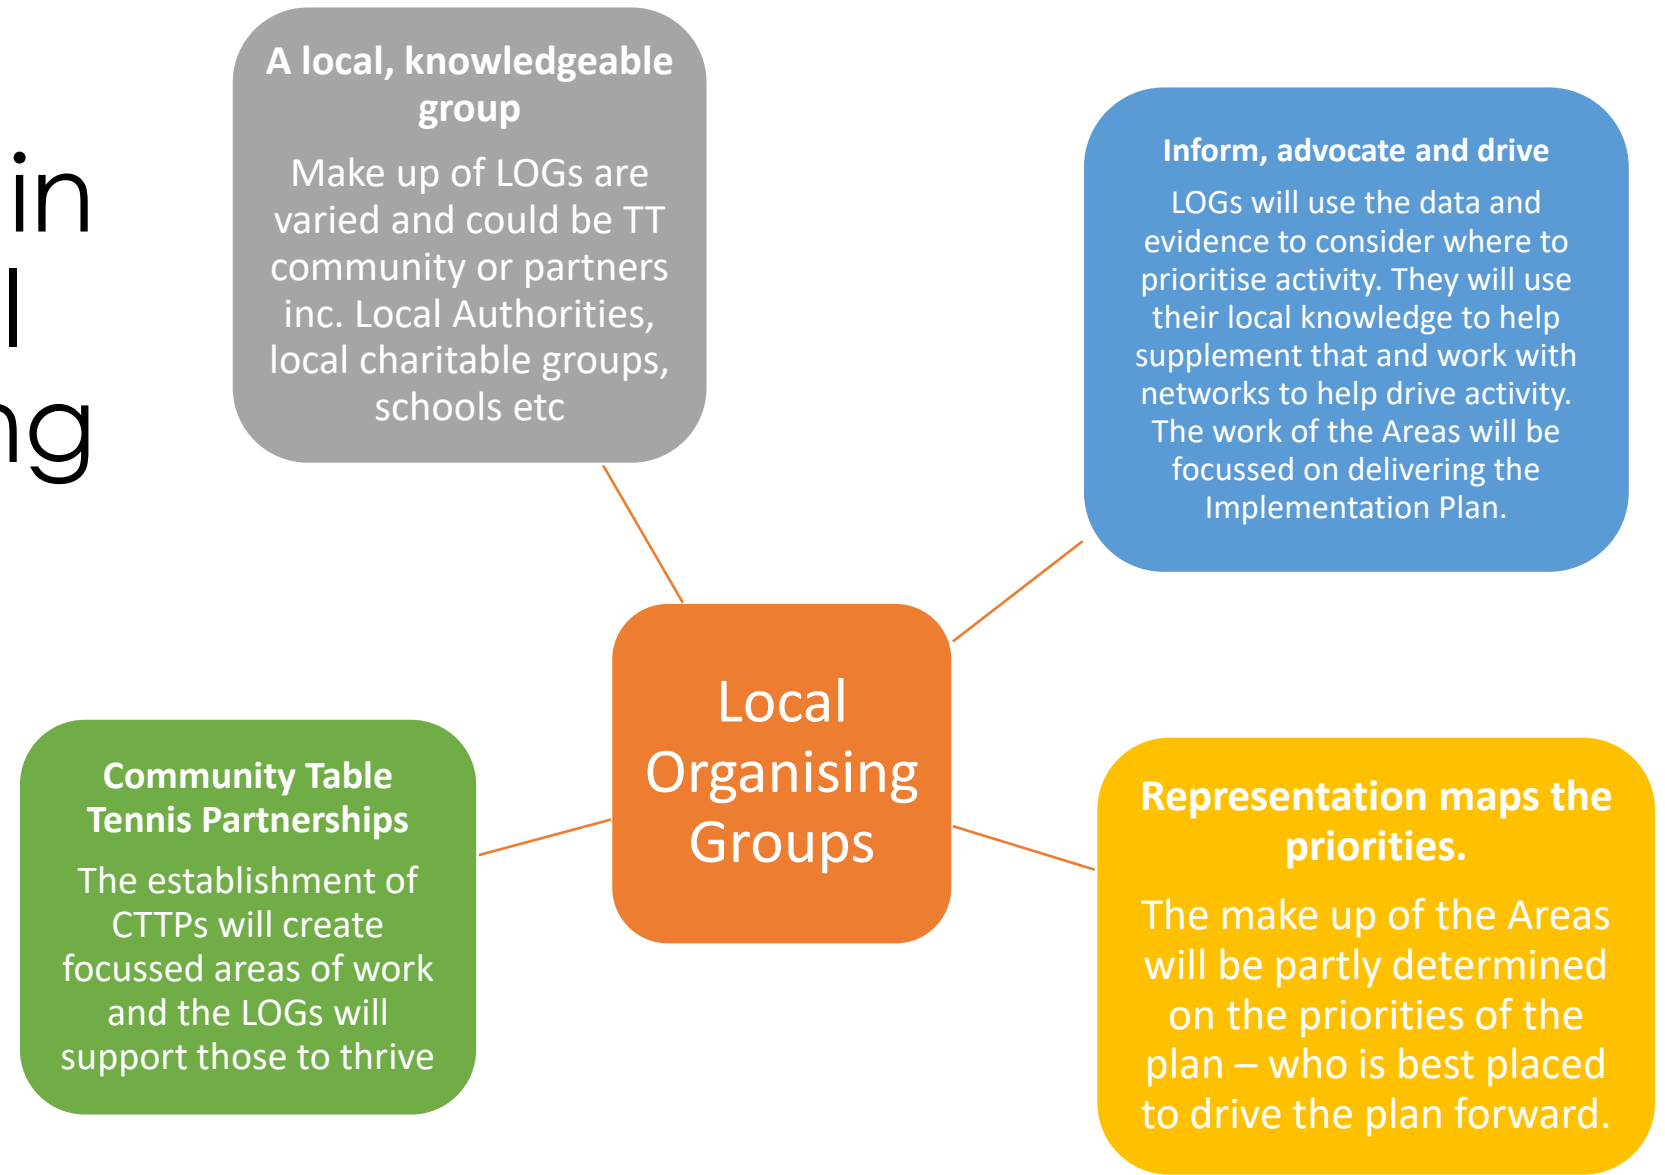 in
l
ng
A local, knowledgeable
group
Make up of LOGs are
varied and could be TT
community or partners
inc. Local Authorities,
local charitable groups,
schools etc
Inform, advocate and drive
LOGs will use the data and
evidence to consider where to
prioritise activity. They will use
their local knowledge to help
supplement that and work with
networks to help drive activity.
The work of the Areas will be
focussed on delivering the
Implementation Plan.
Local
Organising
Groups
Community Table
Tennis Partnerships
The establishment of
CTTPs will create
focussed areas of work
and the LOGs will
support those to thrive
Representation maps the
priorities.
The make up of the Areas
will be partly determined
on the priorities of the
plan – who is best placed
to drive the plan forward.